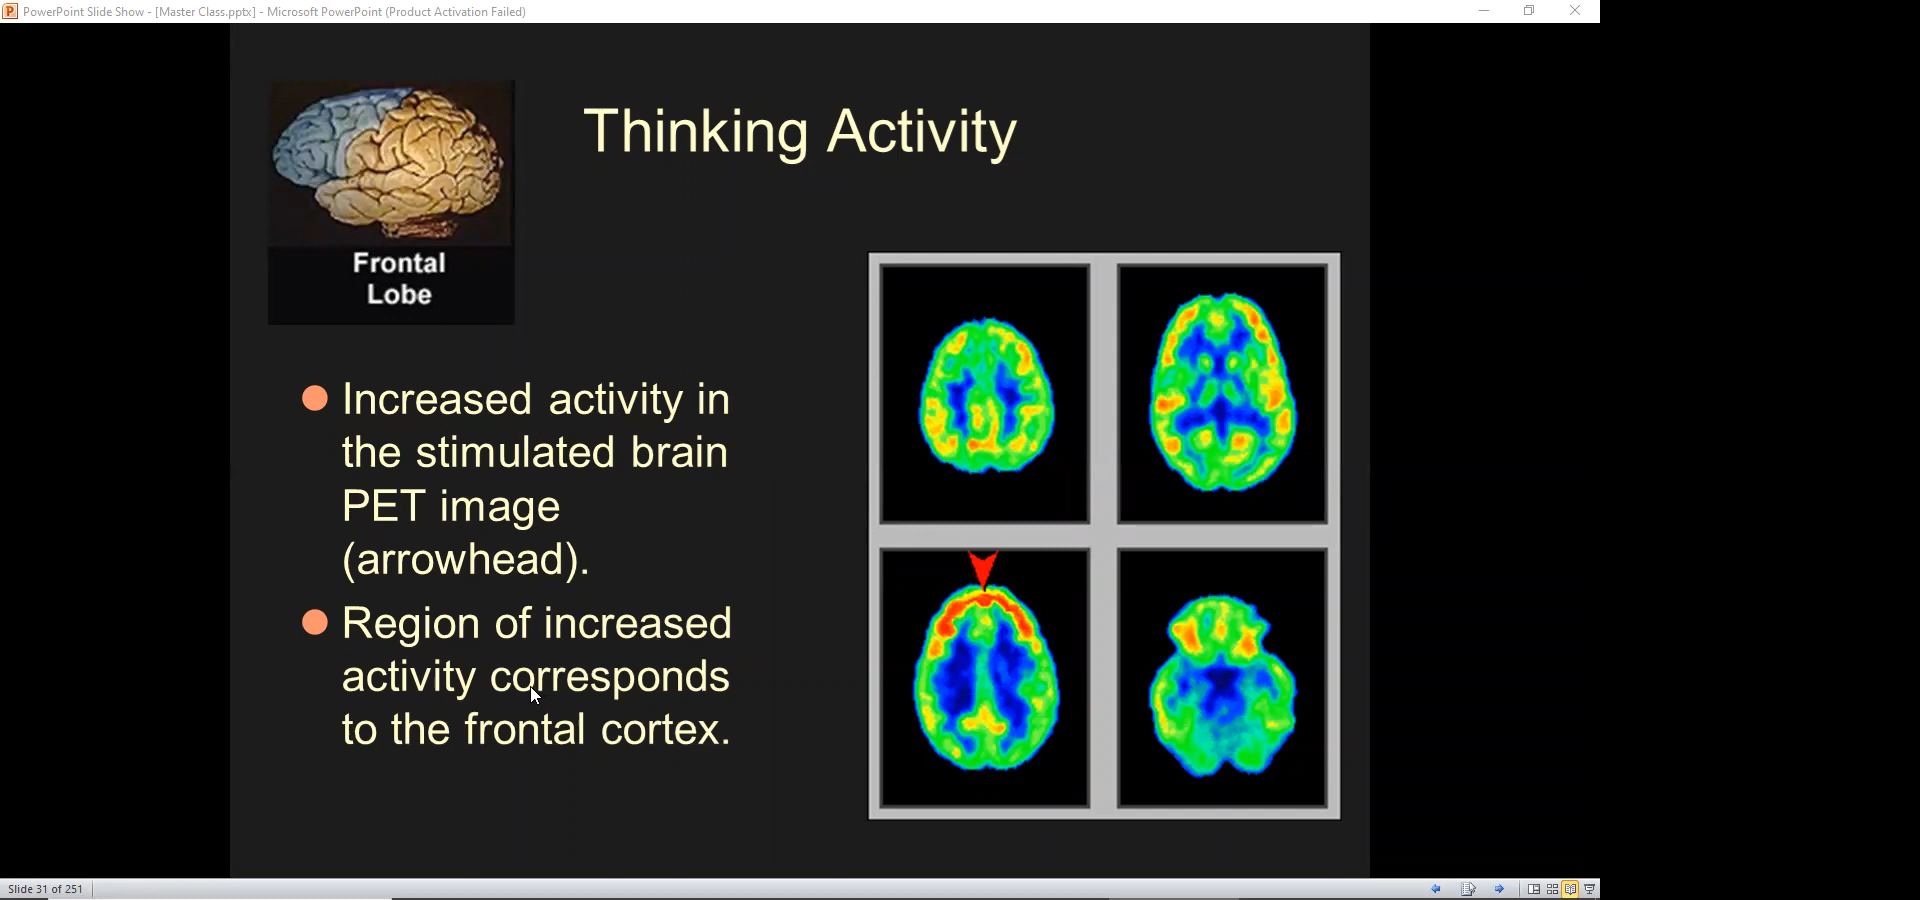 PowerPoint Slide Show - [Master Class.pptx] - Microsoft PowerPoint (Product Activation Failed)
Thinking Activity
Frontal
Lobe
Increased activity in
the stimulated brain
PET image
(arrowhead).
Region of increased
activity corresponds
to the frontal cortex.
Slide 31 of 251